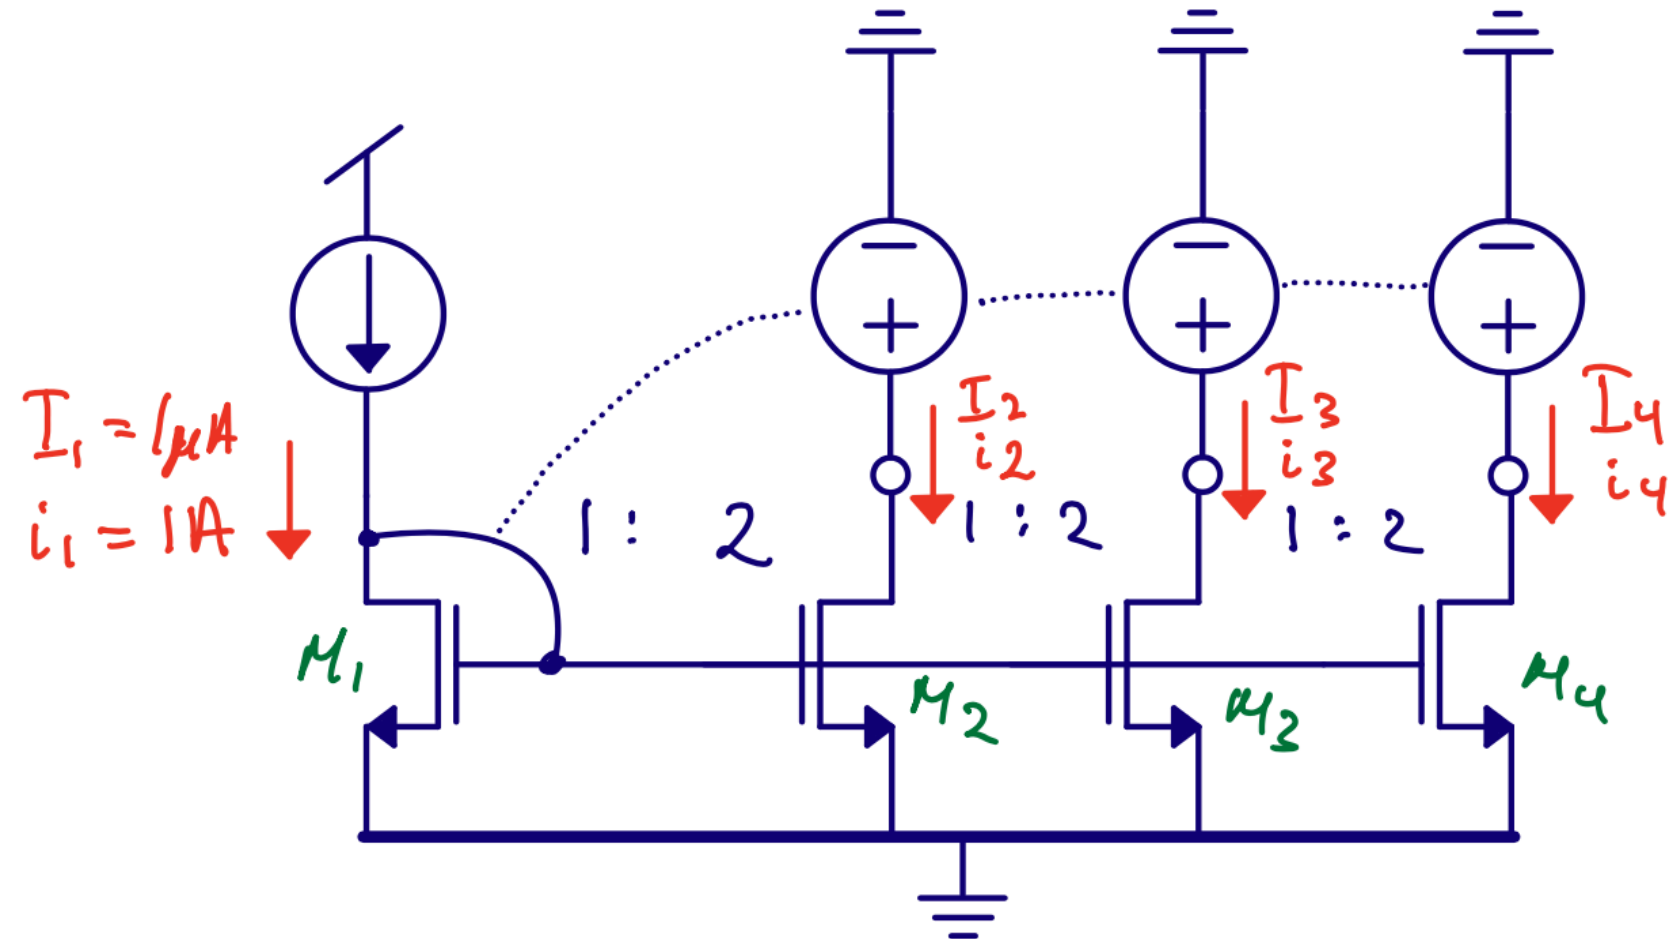 I₁ = 1µA
i₁ = 1A
1 : 2
I₂
i₂
1 : 2
I₃
i₃
1 : 2
I₄
i₄
M₁
M₂
M₃
M₄